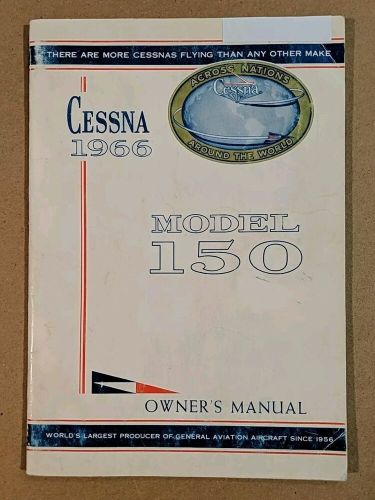 THERE ARE MORE CESSNAS FLYING THAN ANY OTHER MAKE
ACROSS NATIONS
Cessna
AROUND THE WORLD
CESSNA
1966
MODEL
150
OWNER'S MANUAL
WORLD'S LARGEST PRODUCER OF GENERAL AVIATION AIRCRAFT SINCE 1956